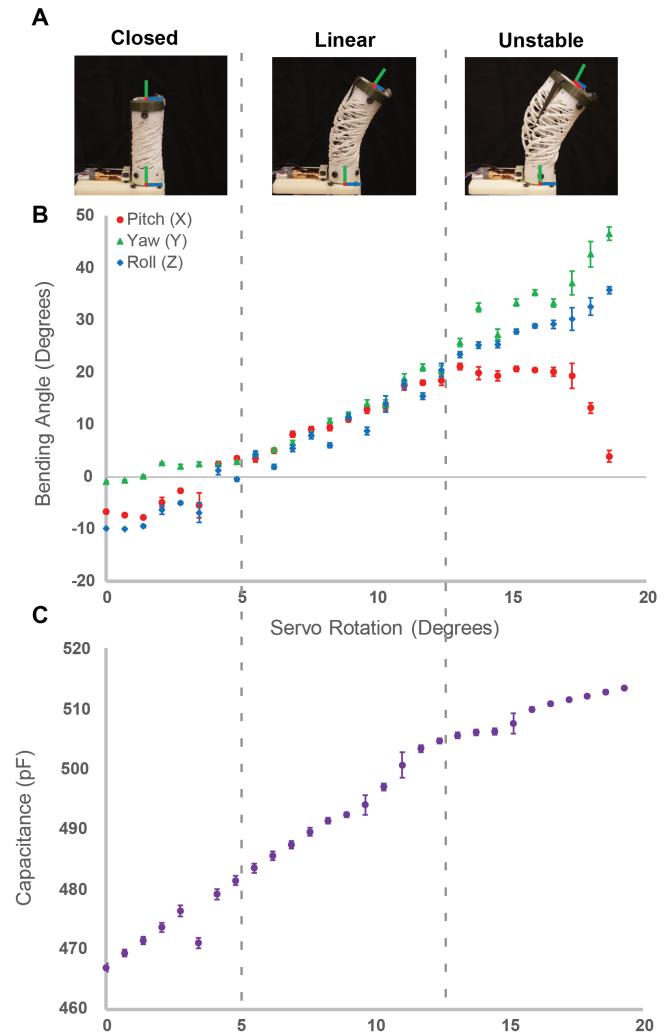 A
Closed
Linear
Unstable
B
50
40
30
20
10
0
-10
-20
Bending Angle (Degrees)
Pitch (X)
Yaw (Y)
Roll (Z)
0
5
10
15
20
Servo Rotation (Degrees)
C
520
510
500
490
480
470
460
Capacitance (pF)
0
5
10
15
20